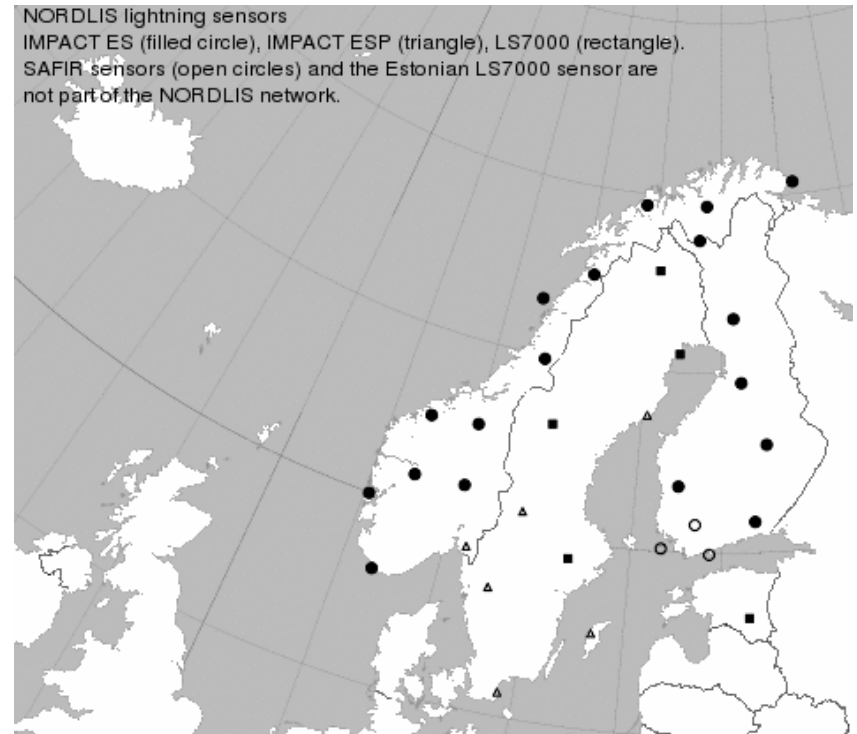 NORDLIS lightning sensors
IMPACT ES (filled circle), IMPACT ESP (triangle), LS7000 (rectangle).
SAFIR sensors (open circles) and the Estonian LS7000 sensor are
not part of the NORDLIS network.